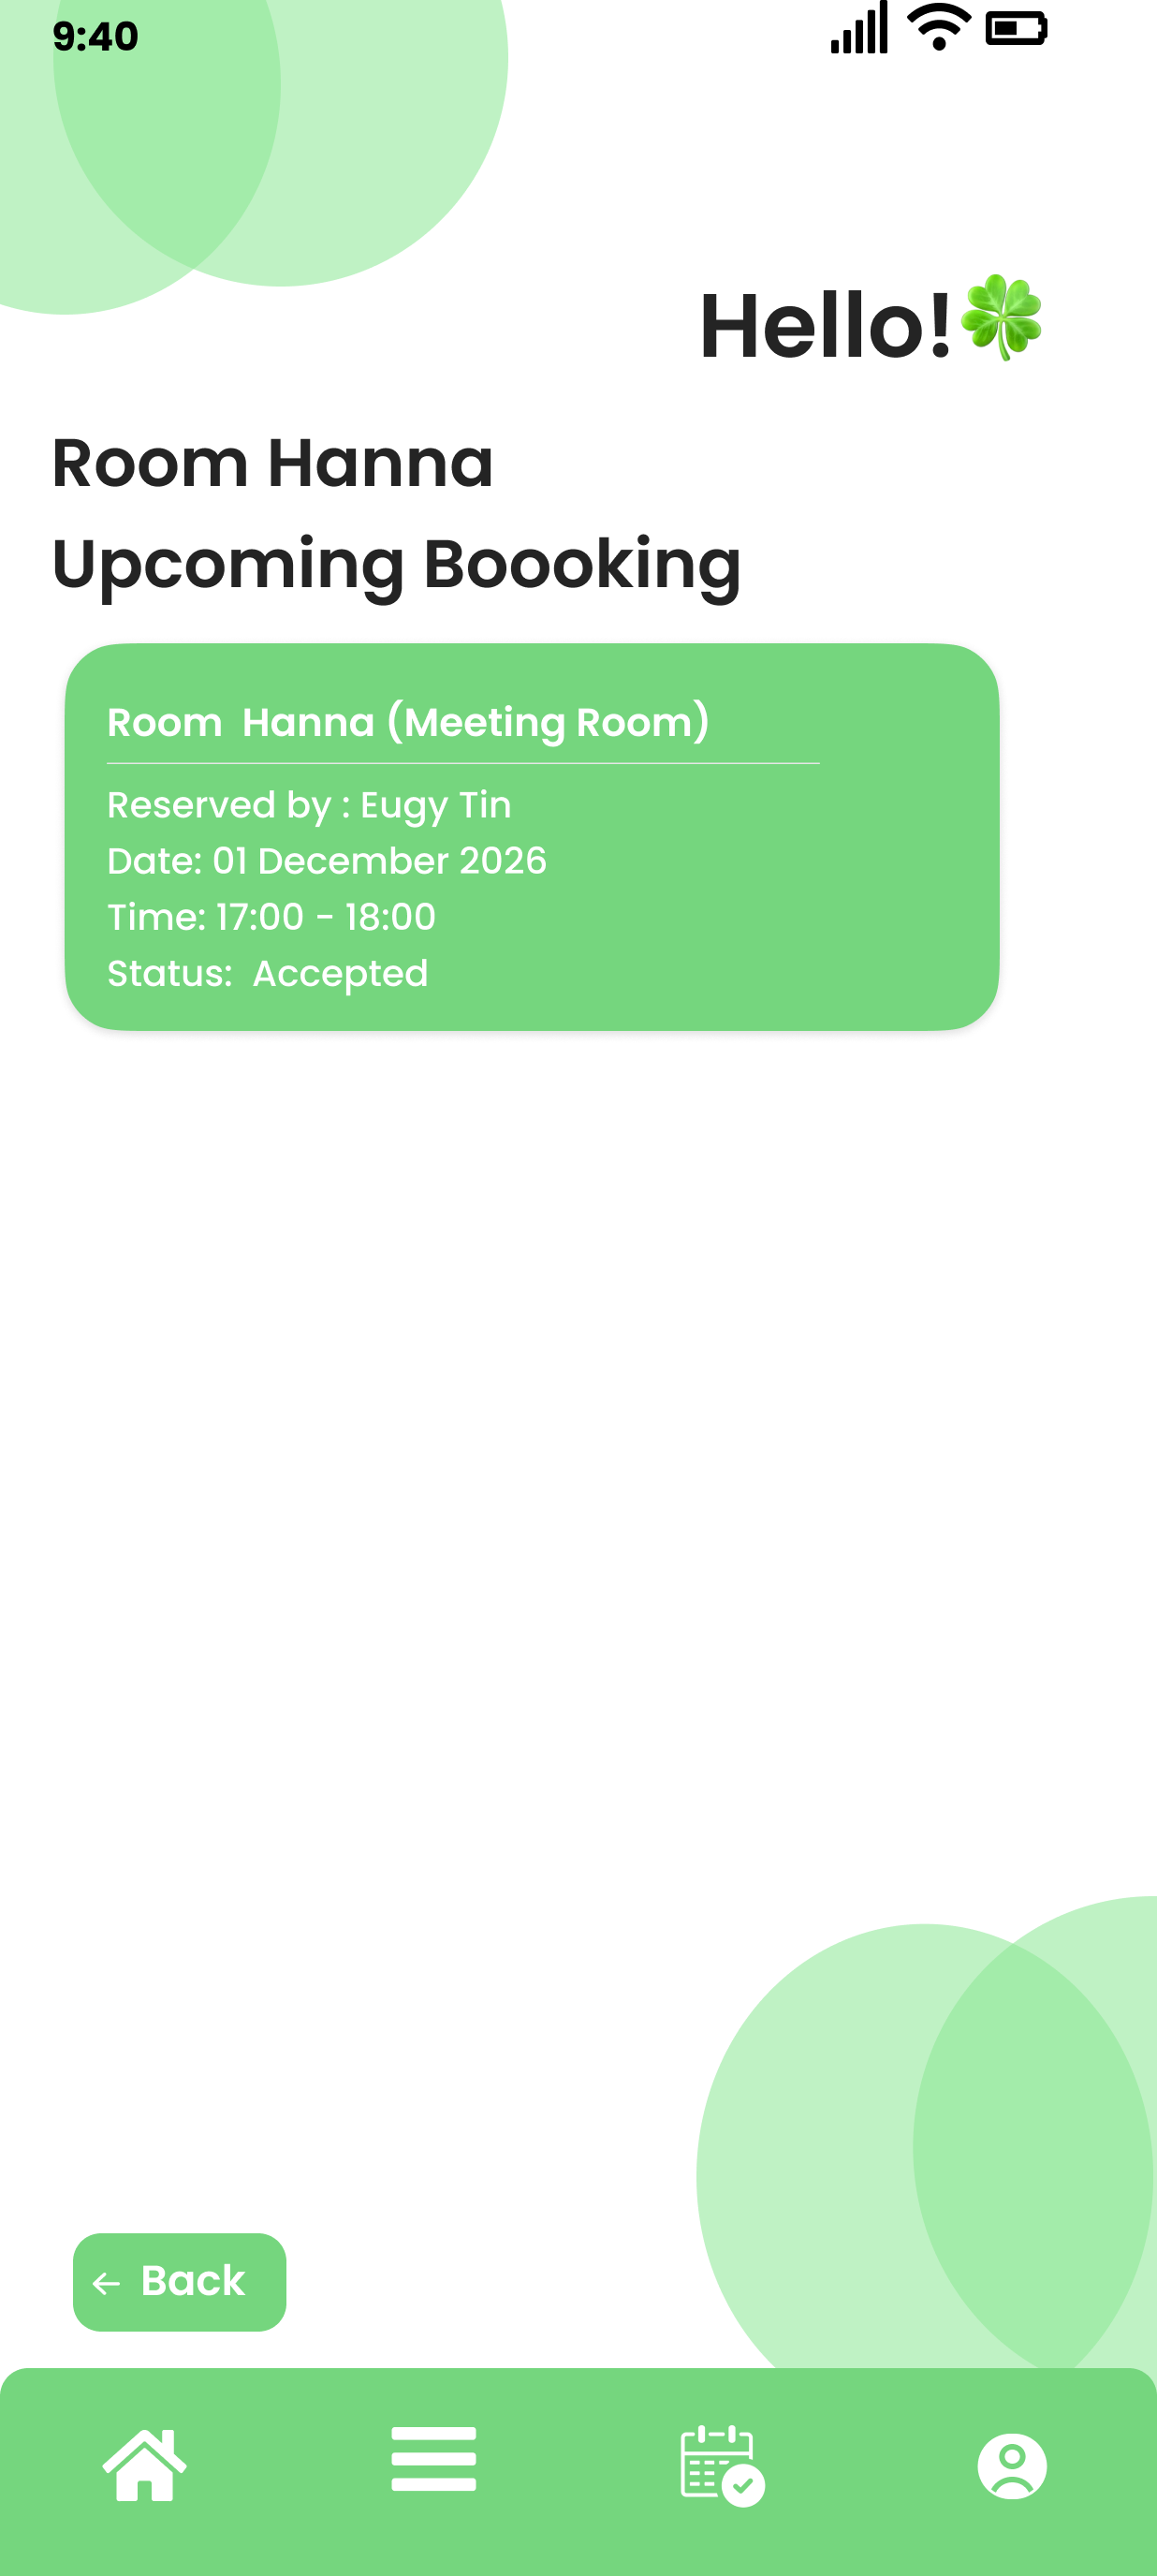 9:40
Hello!🍀
Room Hanna
Upcoming Boooking
Room  Hanna (Meeting Room)
Reserved by : Eugy Tin
Date: 01 December 2026
Time: 17:00 - 18:00
Status:  Accepted
← Back